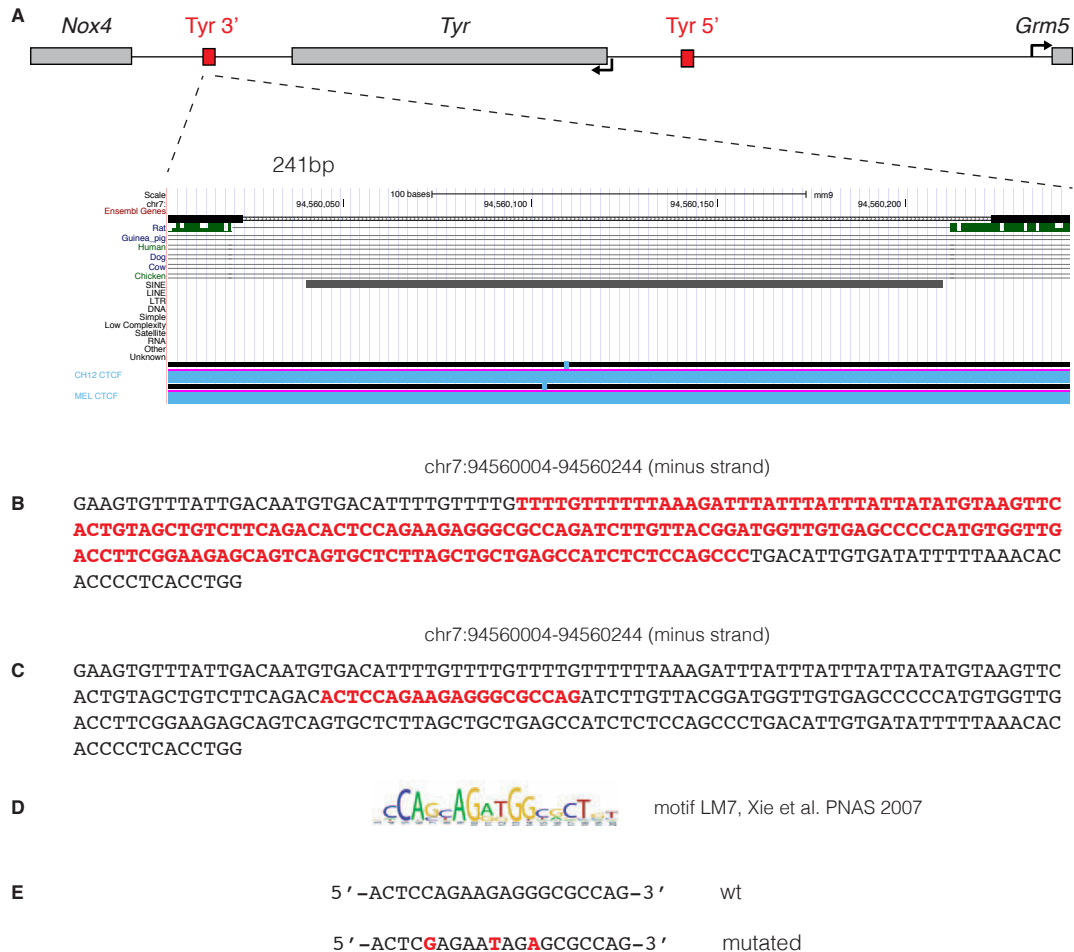 A
Nox4 Tyr 3’ Tyr Tyr 5’ Grm5
241bp
Scale 100 bases mm9
chr7: 94,560,050 94,560,100 94,560,150 94,560,200
Ensembl Genes
Rat
Guinea_pig
Human
Dog
Cow
Chicken
SINE
LINE
LTR
DNA
Simple
Low Complexity
Satellite
RNA
Other
Unknown
CH12 CTCF
MEL CTCF
chr7:94560004-94560244 (minus strand)
B GAAGTGTTTATTGACAATGTGACATTTTGTTTTGTTTTGTTTTTTAAAGATTTATTTATTTATTATATGTAAGTTC
ACTGTAGCTGTCTTCAGACACTCCAGAAGAGGGCGCCAGATCTTGTTACGGATGGTTGTGAGCCCCCATGTGGTTG
ACCTTCGGAAGAGCAGTCAGTGCTCTTAGCTGCTGAGCCATCTCTCCAGCCCTGACATTGTGATATTTTTAAACAC
ACCCCTCACCTGG
chr7:94560004-94560244 (minus strand)
C GAAGTGTTTATTGACAATGTGACATTTTGTTTTGTTTTGTTTTTTAAAGATTTATTTATTTATTATATGTAAGTTC
ACTGTAGCTGTCTTCAGACACTCCAGAAGAGGGCGCCAGATCTTGTTACGGATGGTTGTGAGCCCCCATGTGGTTG
ACCTTCGGAAGAGCAGTCAGTGCTCTTAGCTGCTGAGCCATCTCTCCAGCCCTGACATTGTGATATTTTTAAACAC
ACCCCTCACCTGG
D motif LM7, Xie et al. PNAS 2007
E 5’-ACTCCAGAAGAGGGCGCCAG-3’ wt
5’-ACTCGAGAATAGAGCGCCAG-3’ mutated